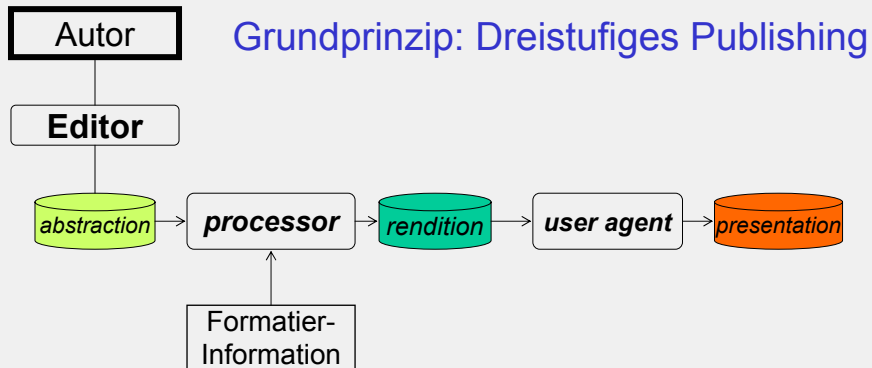 Autor
Grundprinzip: Dreistufiges Publishing
Editor
abstraction
processor
rendition
user agent
presentation
Formatier-
Information